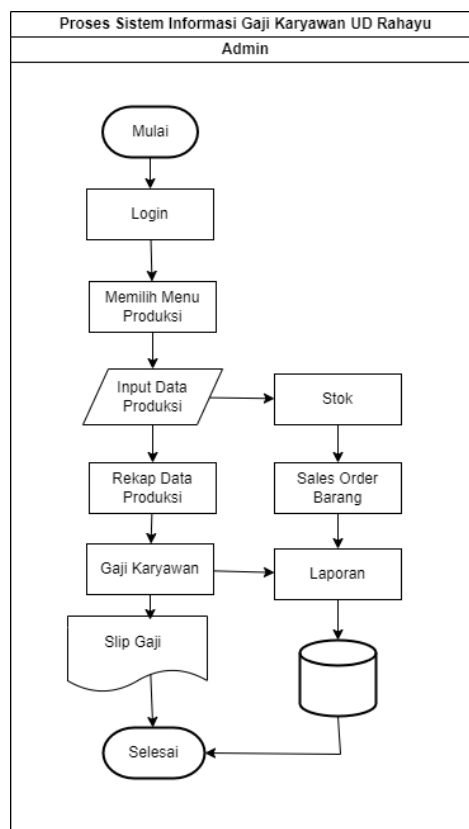 Proses Sistem Informasi Gaji Karyawan UD Rahayu
Admin
Mulai
Login
Memilih Menu
Produksi
Input Data
Produksi
Stok
Rekap Data
Produksi
Sales Order
Barang
Gaji Karyawan
Laporan
Slip Gaji
Selesai